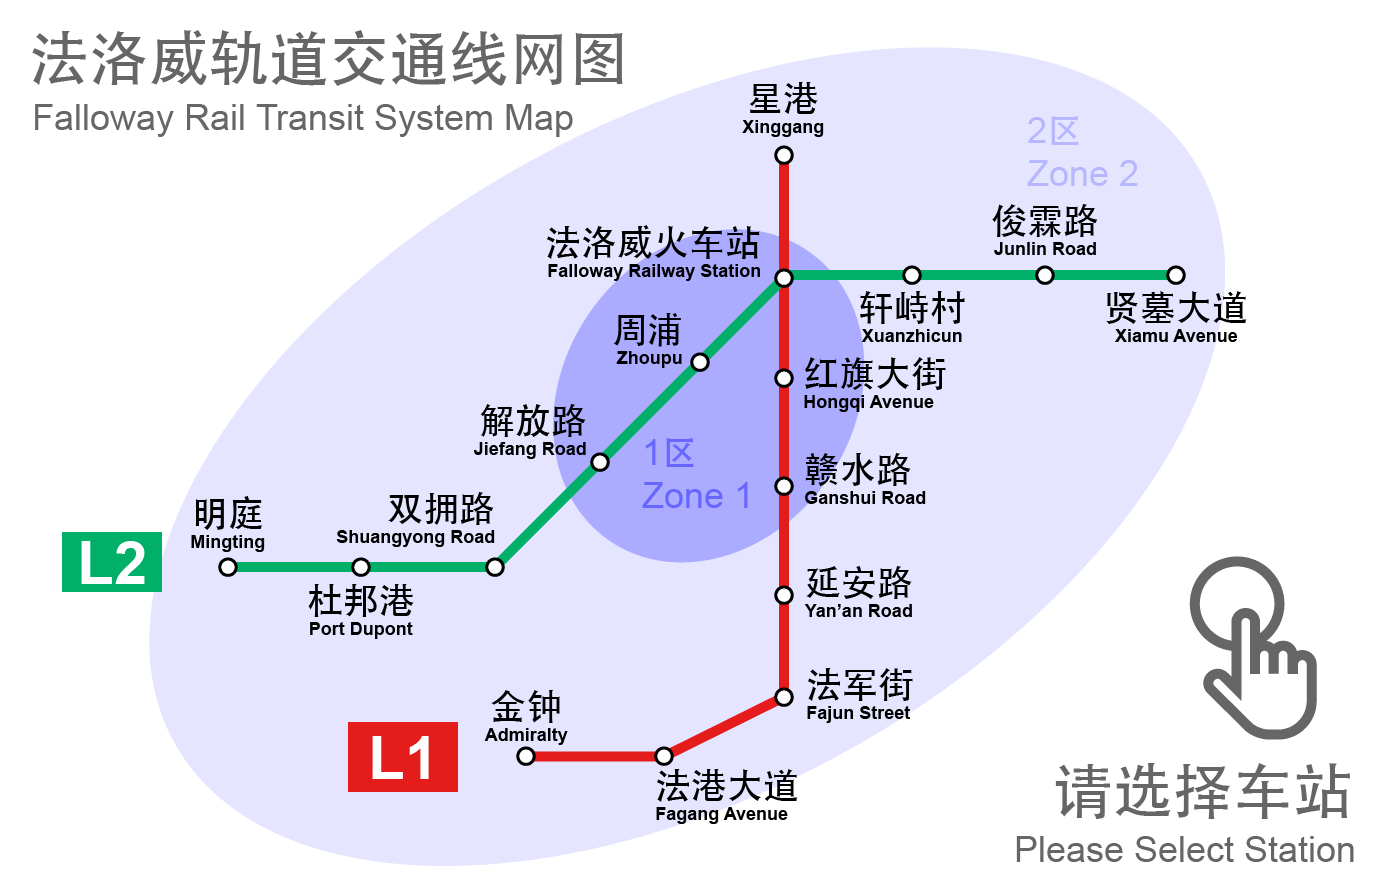 法洛威轨道交通线网图
Falloway Rail Transit System Map
星港
Xinggang
2区
Zone 2
俊霖路
Junlin Road
法洛威火车站
Falloway Railway Station
轩峙村
Xuanzhicun
贤墓大道
Xiamu Avenue
周浦
Zhoupu
红旗大街
Hongqi Avenue
解放路
Jiefang Road
1区
Zone 1
赣水路
Ganshui Road
明庭
Mingting
双拥路
Shuangyong Road
L2
杜邦港
Port Dupont
延安路
Yan’an Road
法军街
Fajun Street
金钟
Admiralty
L1
法港大道
Fagang Avenue
请选择车站
Please Select Station